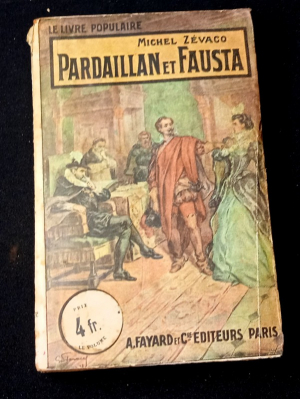 LE LIVRE POPULAIRE
MICHEL ZÉVACO
PARDAILLAN ET FAUSTA
PRIX
4 fr.
LE VOLUME
A. FAYARD ET Cie EDITEURS PARIS